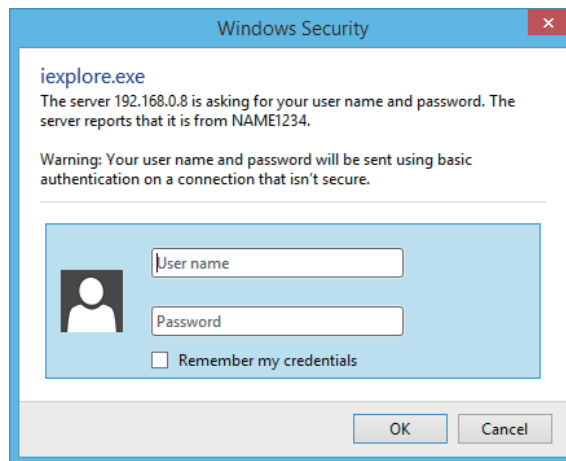 Windows Security
iexplore.exe
The server 192.168.0.8 is asking for your user name and password. The
server reports that it is from NAME1234.
Warning: Your user name and password will be sent using basic
authentication on a connection that isn't secure.
User name
Password
Remember my credentials
OK Cancel